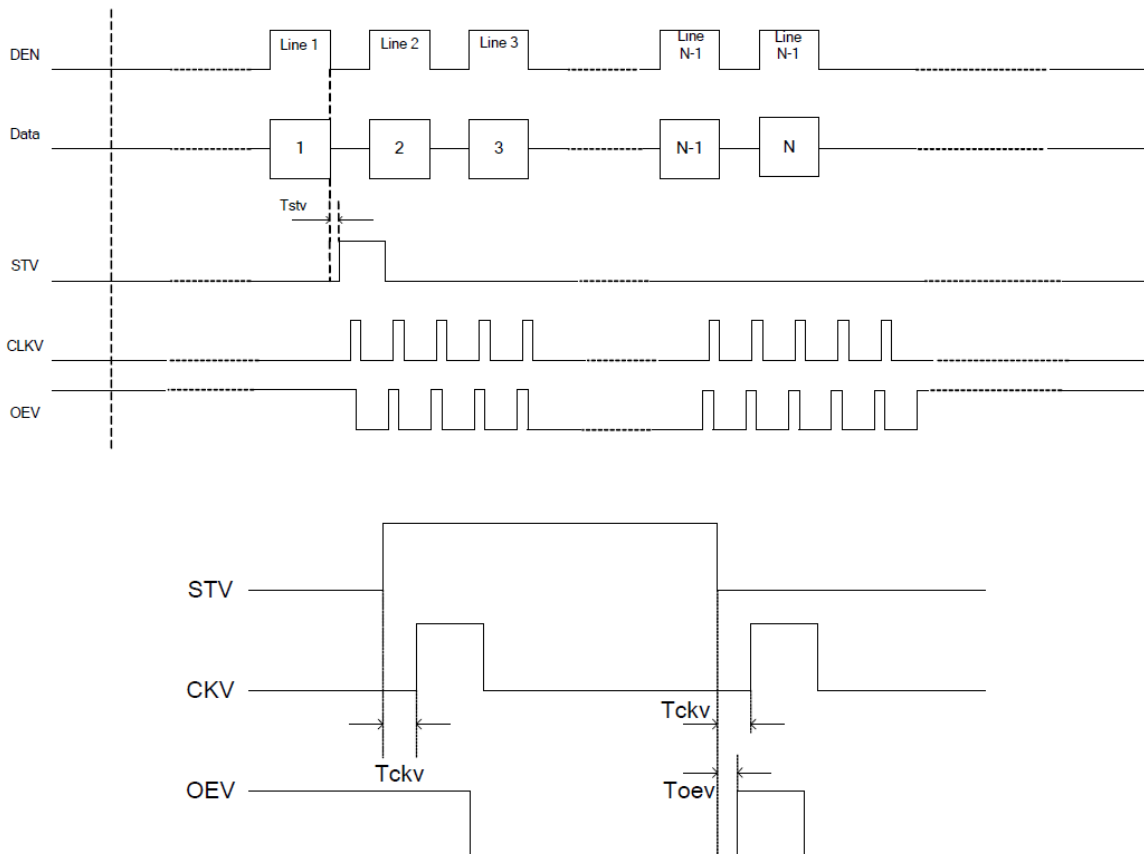 DEN
Line 1
Line 2
Line 3
Line
N-1
Line
N-1
Data
1
2
3
N-1
N
Tstv
STV
CLKV
OEV
STV
CKV
Tckv
Tckv
OEV
Toev